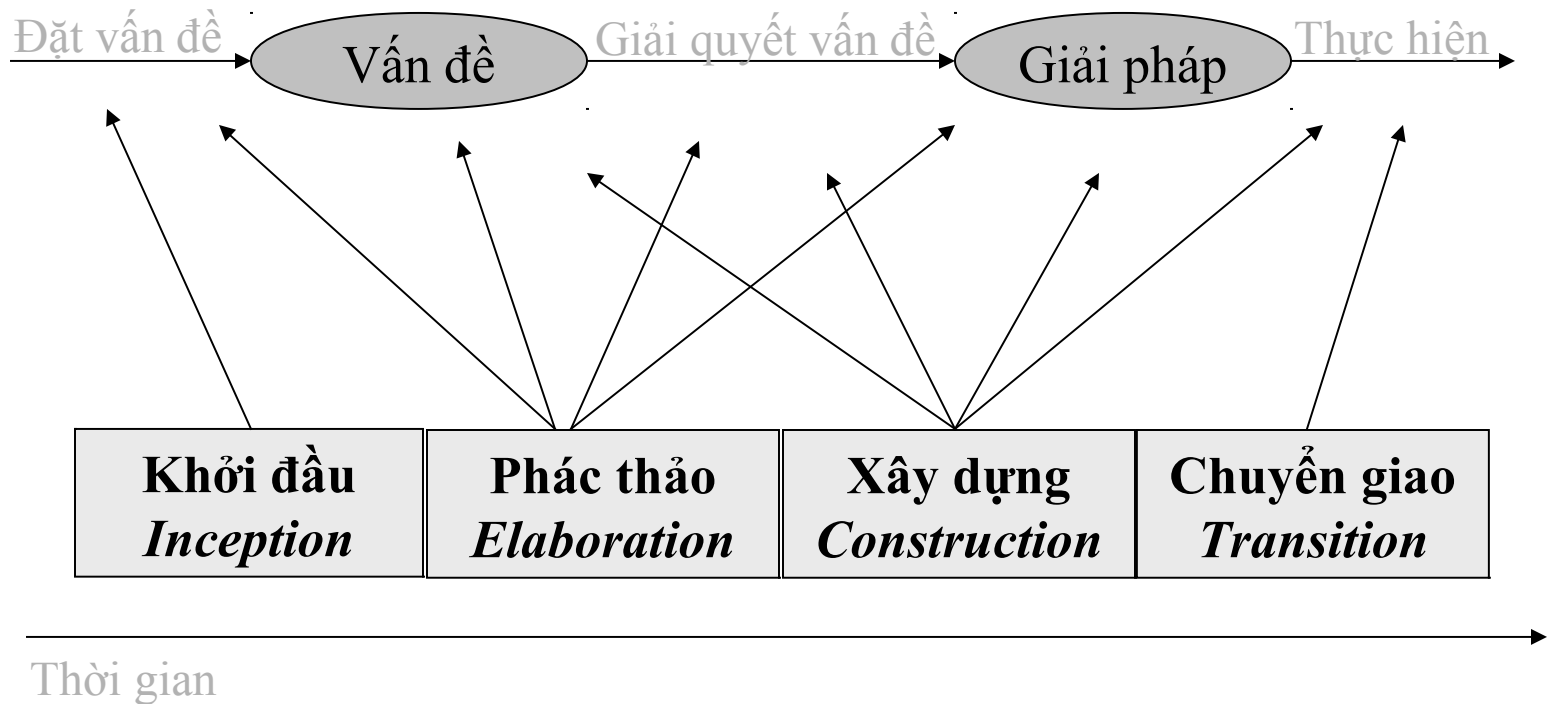 Đặt vấn đề
Vấn đề
Giải quyết vấn đề
Giải pháp
Thực hiện
Khởi đầu
Inception
Phác thảo
Elaboration
Xây dựng
Construction
Chuyển giao
Transition
Thời gian